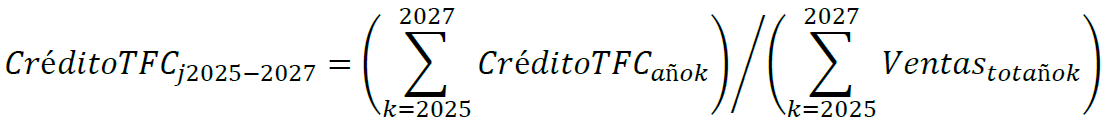 CréditoTFC_{j2025−2027} = (∑_{k=2025}^{2027} CréditoTFC_{añok}) / (∑_{k=2025}^{2027} Ventas_{totañok})